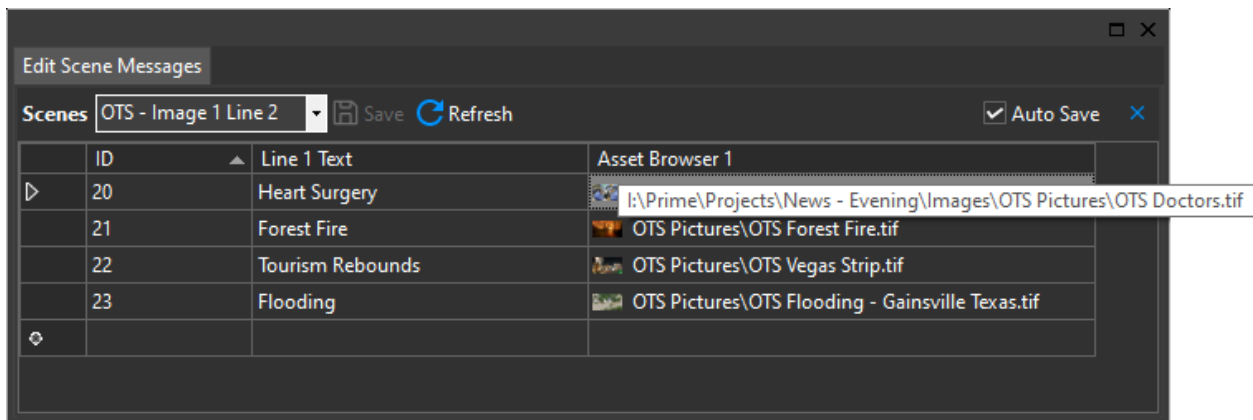 Edit Scene Messages
Scenes OTS - Image 1 Line 2 Save Refresh Auto Save
ID Line 1 Text Asset Browser 1
20 Heart Surgery I:\Prime\Projects\News - Evening\Images\OTS Pictures\OTS Doctors.tif
21 Forest Fire OTS Pictures\OTS Forest Fire.tif
22 Tourism Rebounds OTS Pictures\OTS Vegas Strip.tif
23 Flooding OTS Pictures\OTS Flooding - Gainsville Texas.tif